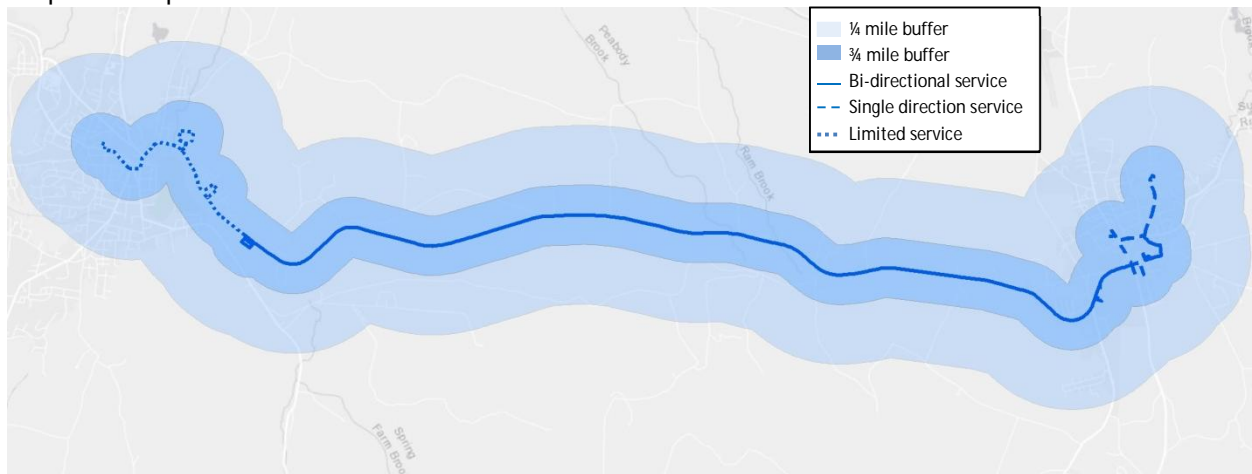 ¼ mile buffer
¾ mile buffer
Bi-directional service
Single direction service
Limited service
Peabody
Brook
Ram Brook
Spring
Farm Brook